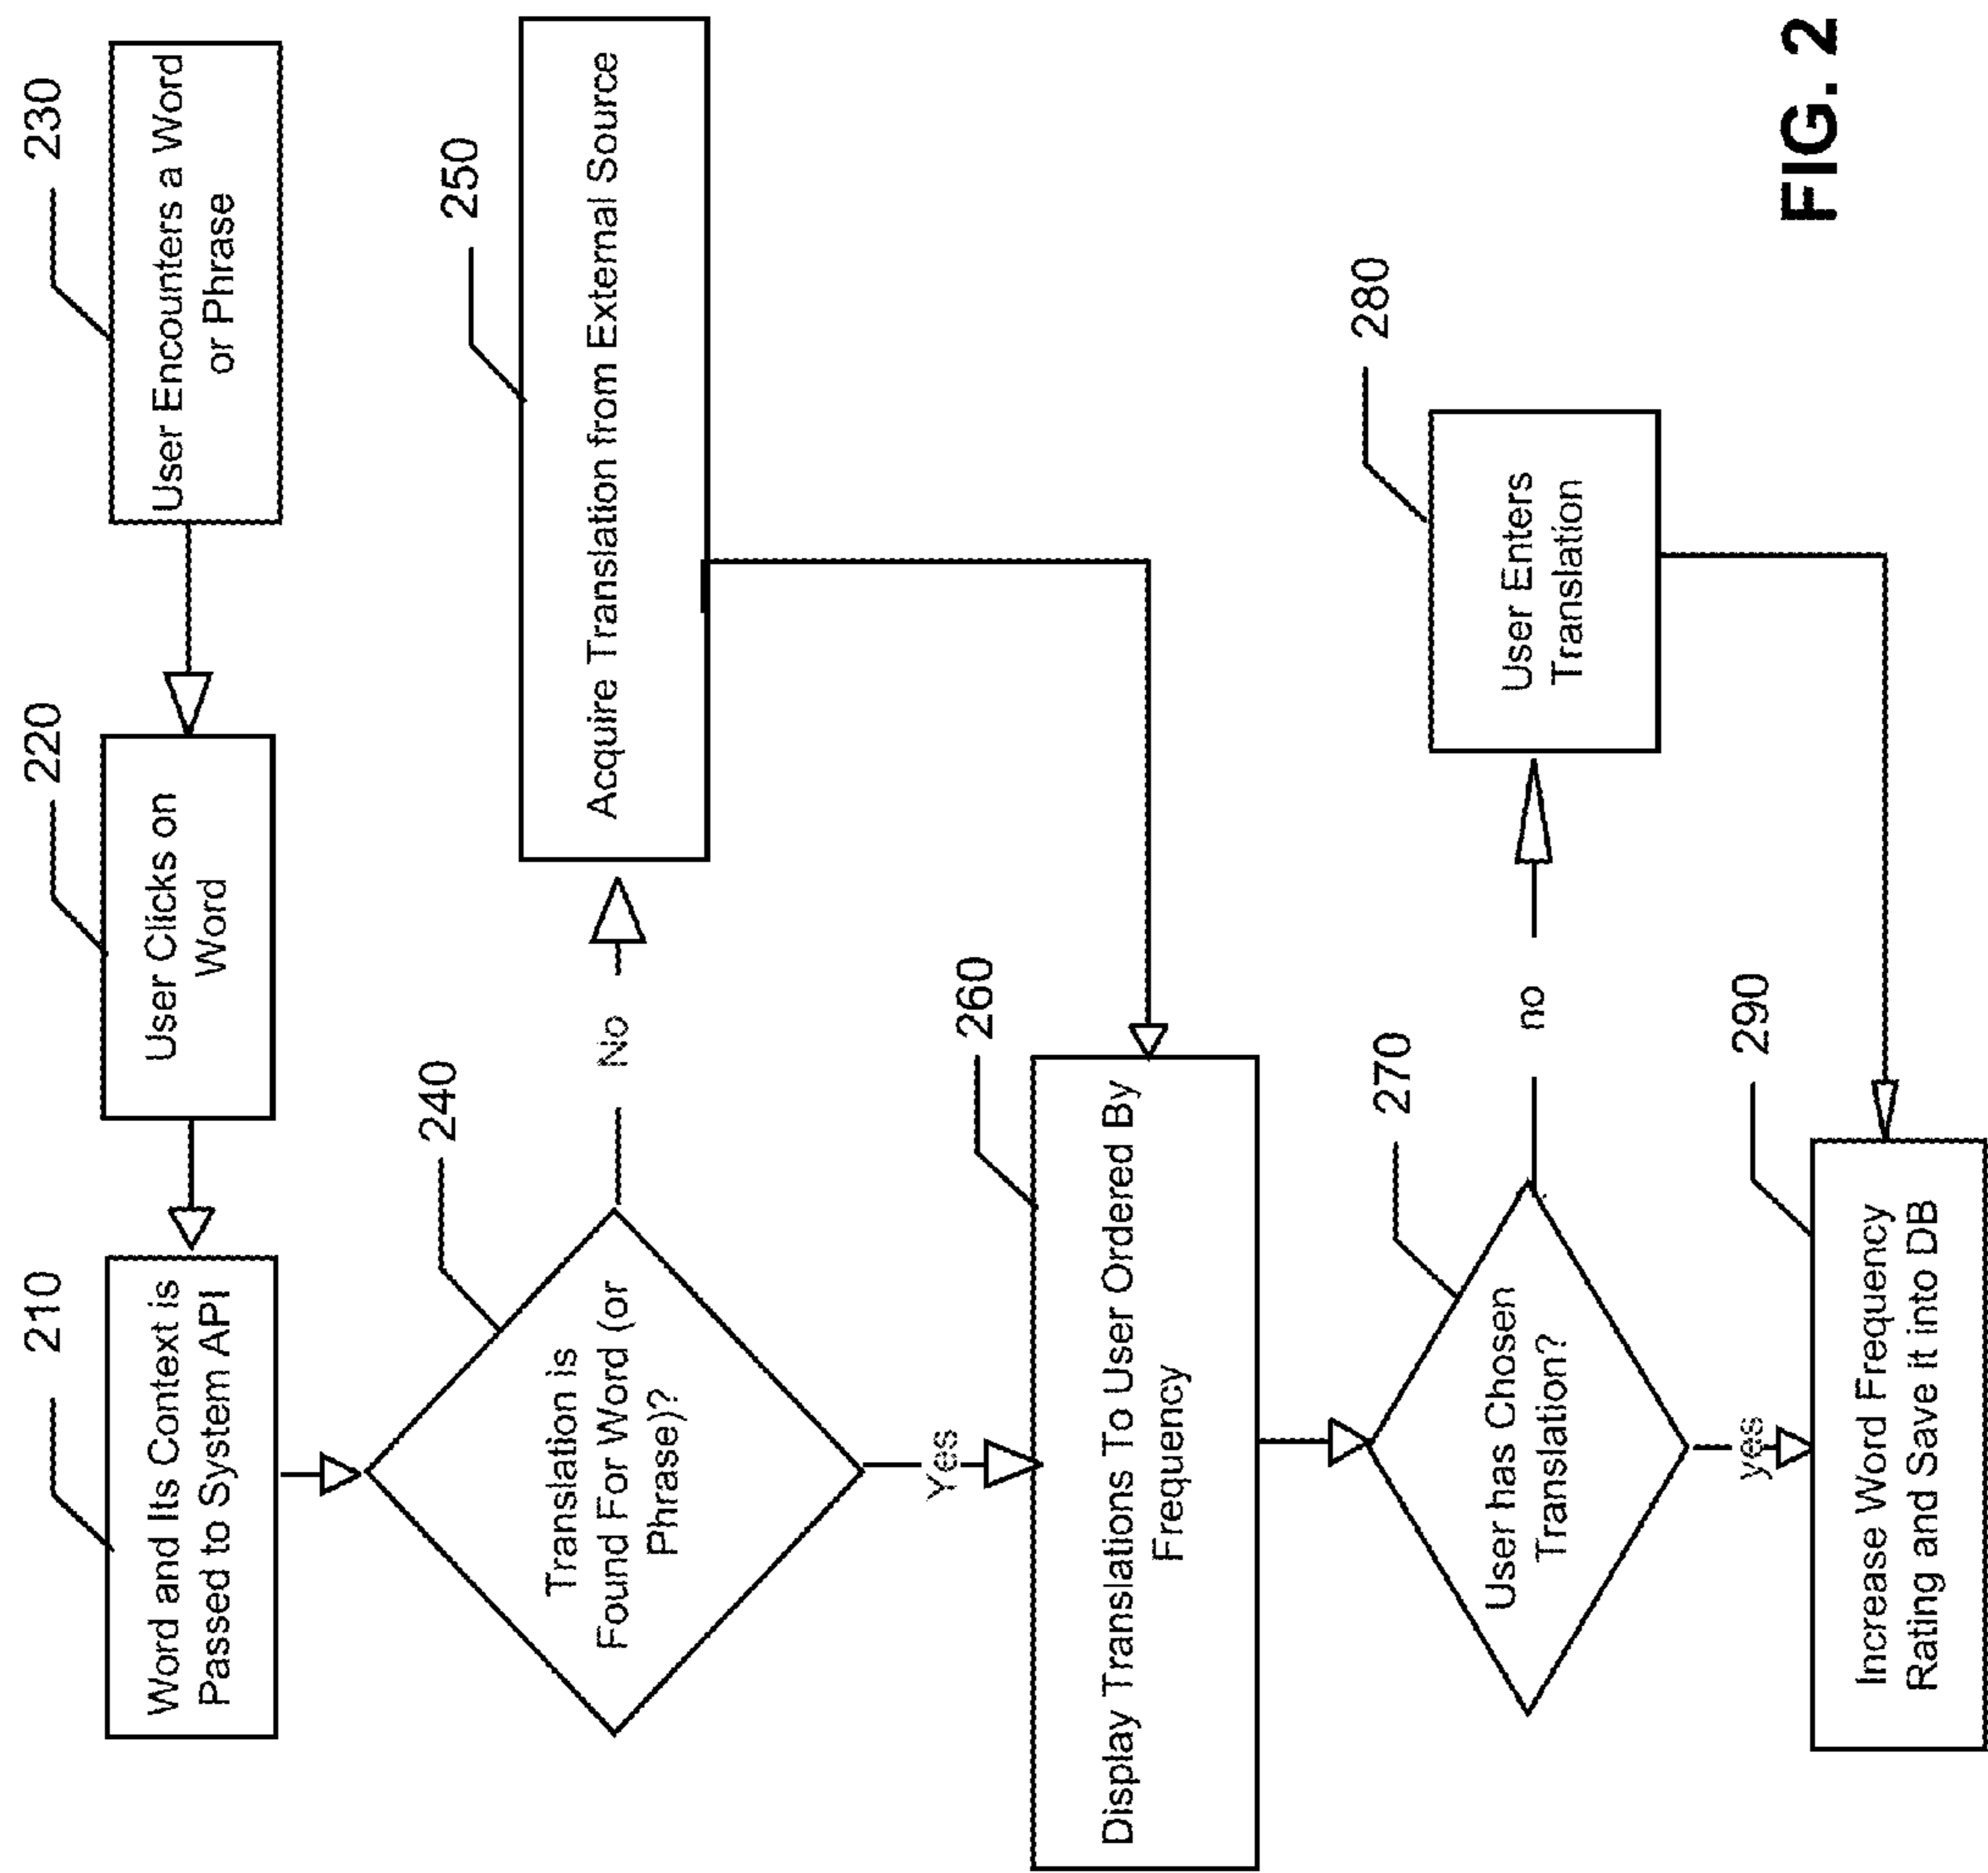 210
Word and Its Context is
Passed to System API
220
User Clicks on
Word
230
User Encounters a Word
or Phrase
240
Translation is
Found For Word (or
Phrase)?
No
250
Acquire Translation from External Source
Yes
260
Display Translations To User Ordered By
Frequency
270
User has Chosen
Translation?
no
280
User Enters
Translation
yes
290
Increase Word Frequency
Rating and Save it into DB
FIG. 2